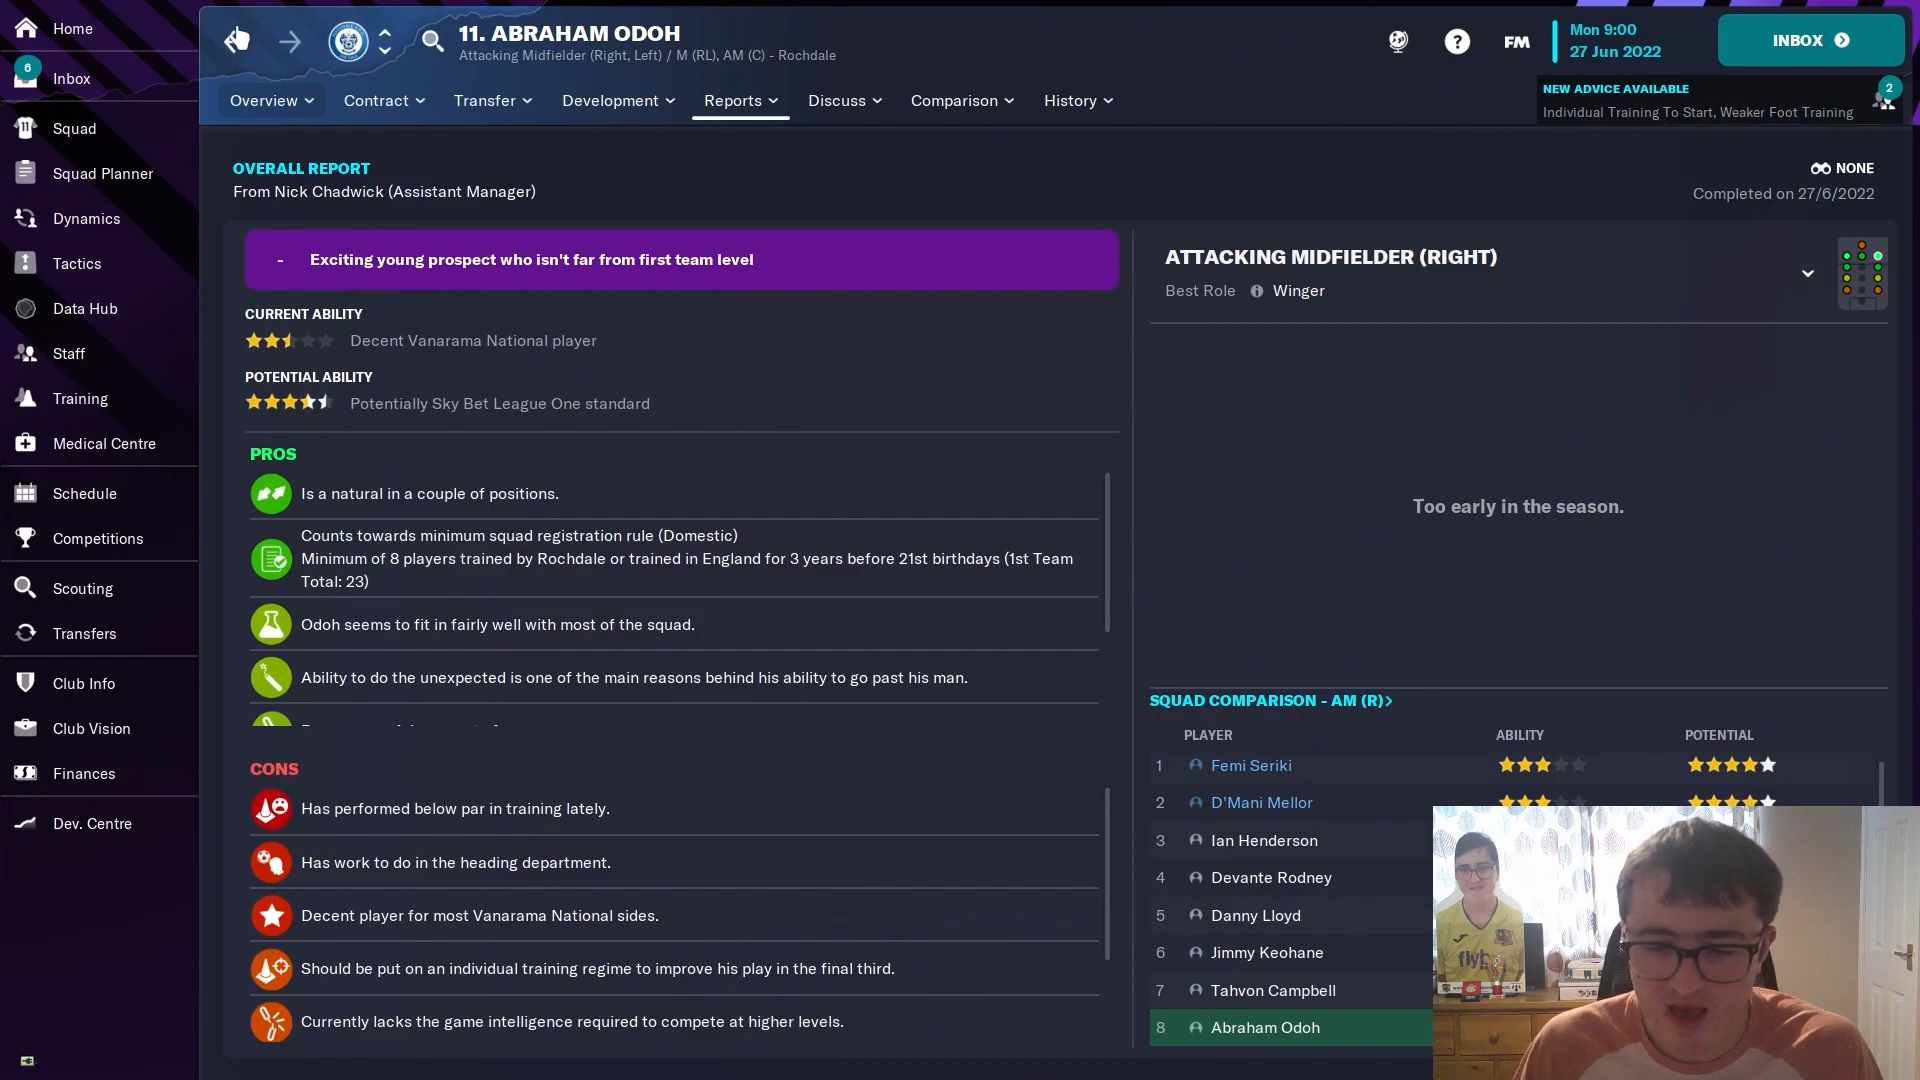 Home
6
Inbox
Squad
Squad Planner
Dynamics
Tactics
Data Hub
Staff
Training
Medical Centre
Schedule
Competitions
Scouting
Transfers
Club Info
Club Vision
Finances
Dev. Centre
11. ABRAHAM ODOH
Attacking Midfielder (Right, Left) / M (RL), AM (C) - Rochdale
?
FM
Mon 9:00
27 Jun 2022
INBOX
Overview
Contract
Transfer
Development
Reports
Discuss
Comparison
History
NEW ADVICE AVAILABLE
2
Individual Training To Start, Weaker Foot Training
OVERALL REPORT
From Nick Chadwick (Assistant Manager)
NONE
Completed on 27/6/2022
- Exciting young prospect who isn't far from first team level
CURRENT ABILITY
Decent Vanarama National player
POTENTIAL ABILITY
Potentially Sky Bet League One standard
PROS
Is a natural in a couple of positions.
Counts towards minimum squad registration rule (Domestic)
Minimum of 8 players trained by Rochdale or trained in England for 3 years before 21st birthdays (1st Team
Total: 23)
Odoh seems to fit in fairly well with most of the squad.
Ability to do the unexpected is one of the main reasons behind his ability to go past his man.
CONS
Has performed below par in training lately.
Has work to do in the heading department.
Decent player for most Vanarama National sides.
Should be put on an individual training regime to improve his play in the final third.
Currently lacks the game intelligence required to compete at higher levels.
ATTACKING MIDFIELDER (RIGHT)
Best Role Winger
Too early in the season.
SQUAD COMPARISON - AM (R)>
PLAYER ABILITY POTENTIAL
1 Femi Seriki
2 D'Mani Mellor
3 Ian Henderson
4 Devante Rodney
5 Danny Lloyd
6 Jimmy Keohane
7 Tahvon Campbell
8 Abraham Odoh
flyb